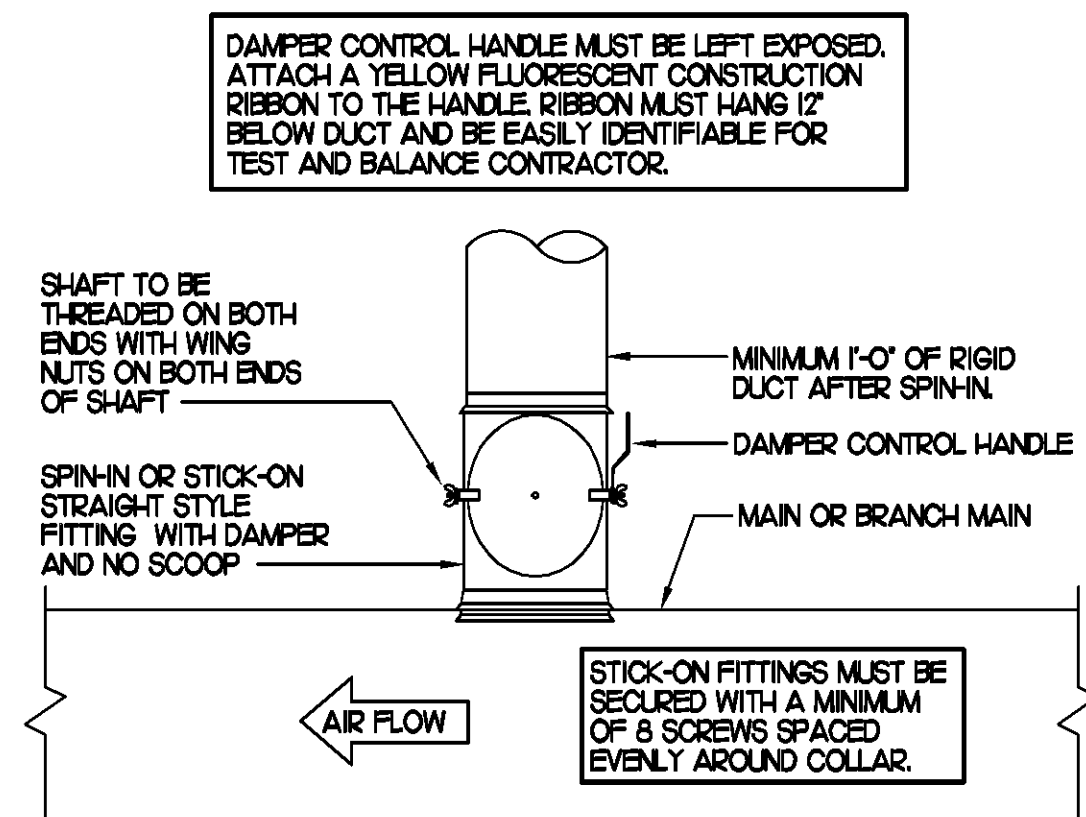 DAMPER CONTROL HANDLE MUST BE LEFT EXPOSED.
ATTACH A YELLOW FLUORESCENT CONSTRUCTION
RIBBON TO THE HANDLE. RIBBON MUST HANG 12"
BELOW DUCT AND BE EASILY IDENTIFIABLE FOR
TEST AND BALANCE CONTRACTOR.
SHAFT TO BE
THREADED ON BOTH
ENDS WITH WING
NUTS ON BOTH ENDS
OF SHAFT
MINIMUM 1'-0" OF RIGID
DUCT AFTER SPIN-IN.
DAMPER CONTROL HANDLE
SPIN-IN OR STICK-ON
STRAIGHT STYLE
FITTING WITH DAMPER
AND NO SCOOP
MAIN OR BRANCH MAIN
AIR FLOW
STICK-ON FITTINGS MUST BE
SECURED WITH A MINIMUM
OF 8 SCREWS SPACED
EVENLY AROUND COLLAR.